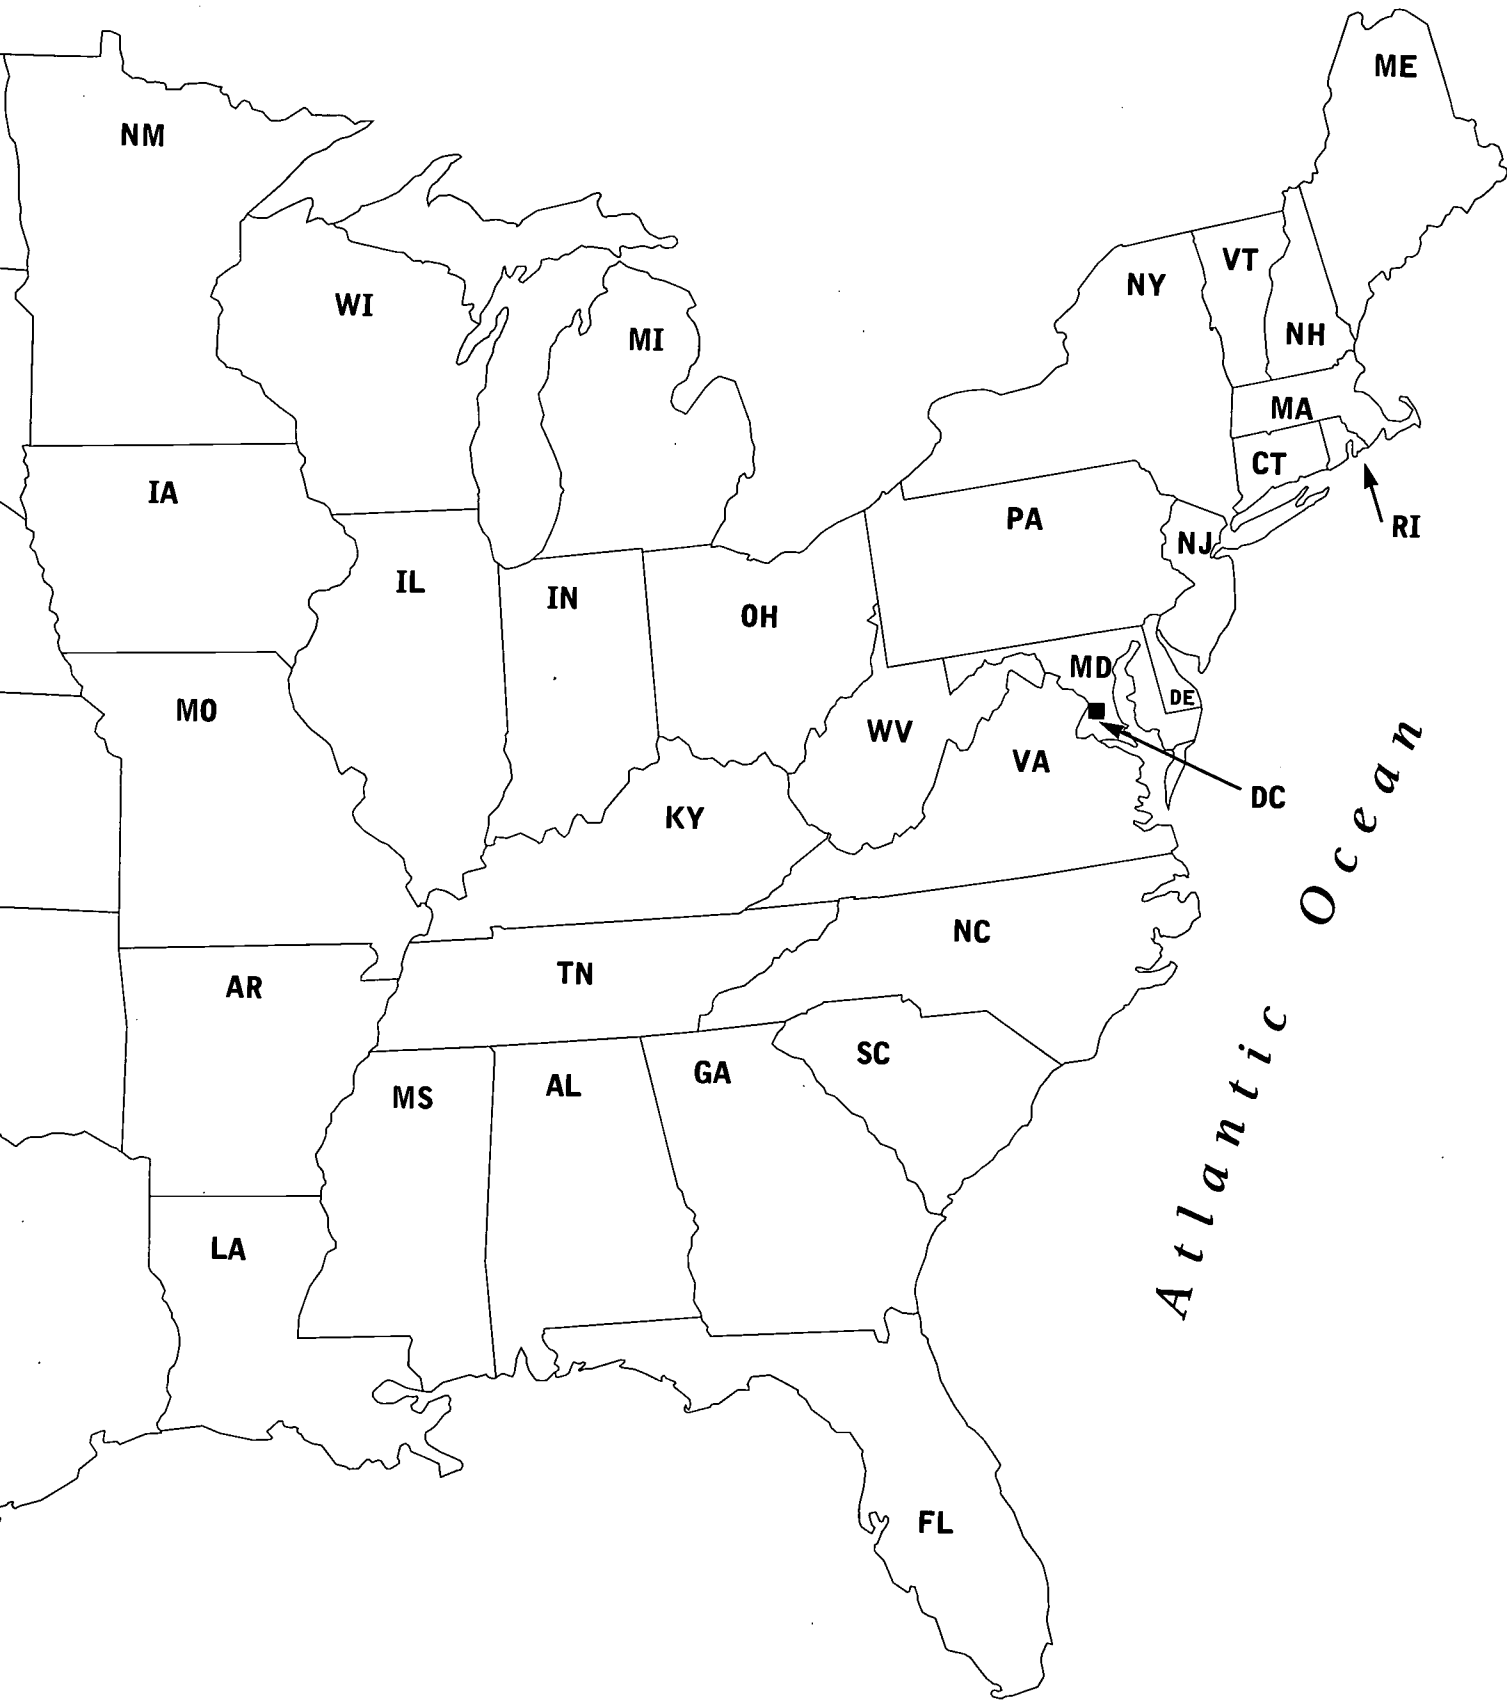 ME
NM
VT
NY
WI
NH
MI
MA
CT
IA
PA
RI
NJ
IL
IN
OH
MD
DE
MO
WV
VA
DC
KY
NC
TN
AR
SC
GA
AL
MS
LA
FL
Atlantic Ocean